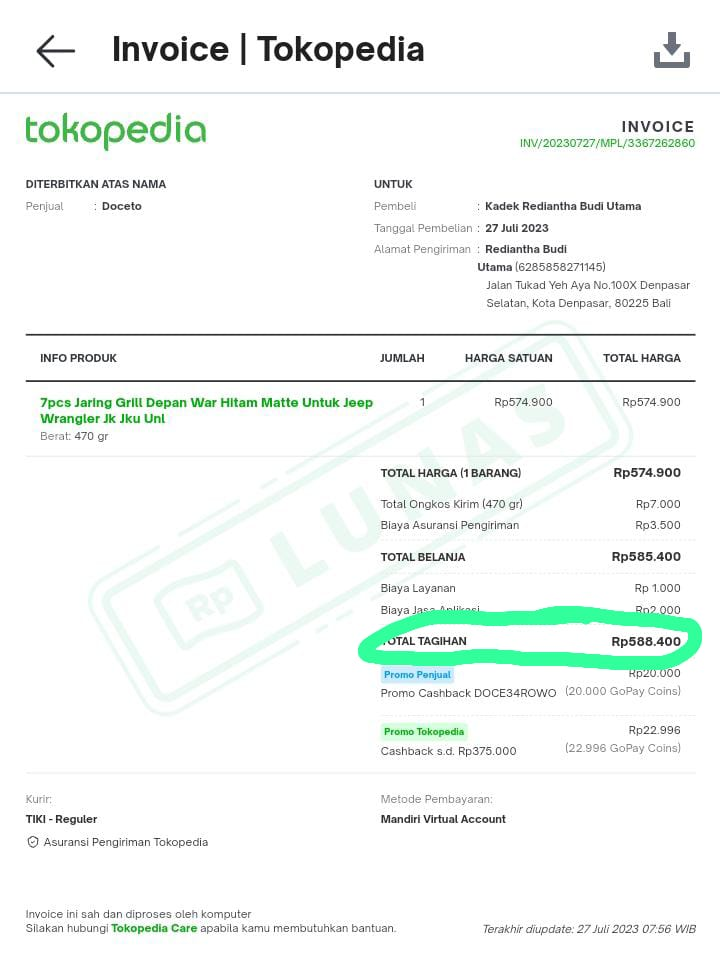 Invoice | Tokopedia
tokopedia
INVOICE
INV/20230727/MPL/3367262860
DITERBITKAN ATAS NAMA
Penjual : Doceto
UNTUK
Pembeli : Kadek Rediantha Budi Utama
Tanggal Pembelian : 27 Juli 2023
Alamat Pengiriman : Rediantha Budi
Utama (6285858271145)
Jalan Tukad Yeh Aya No.100X Denpasar
Selatan, Kota Denpasar, 80225 Bali
INFO PRODUK JUMLAH HARGA SATUAN TOTAL HARGA
7pcs Jaring Grill Depan War Hitam Matte Untuk Jeep 1 Rp574.900 Rp574.900
Wrangler Jk Jku Unl
Berat: 470 gr
Rp LUNAS
TOTAL HARGA (1 BARANG) Rp574.900
Total Ongkos Kirim (470 gr) Rp7.000
Biaya Asuransi Pengiriman Rp3.500
TOTAL BELANJA Rp585.400
Biaya Layanan Rp 1.000
Biaya Jasa Aplikasi Rp2.000
TOTAL TAGIHAN Rp588.400
Promo Penjual Rp20.000
Promo Cashback DOCE34ROWO (20.000 GoPay Coins)
Promo Tokopedia Rp22.996
Cashback s.d. Rp375.000 (22.996 GoPay Coins)
Kurir:
TIKI - Reguler
Asuransi Pengiriman Tokopedia
Metode Pembayaran:
Mandiri Virtual Account
Invoice ini sah dan diproses oleh komputer
Silakan hubungi Tokopedia Care apabila kamu membutuhkan bantuan.
Terakhir diupdate: 27 Juli 2023 07:56 WIB